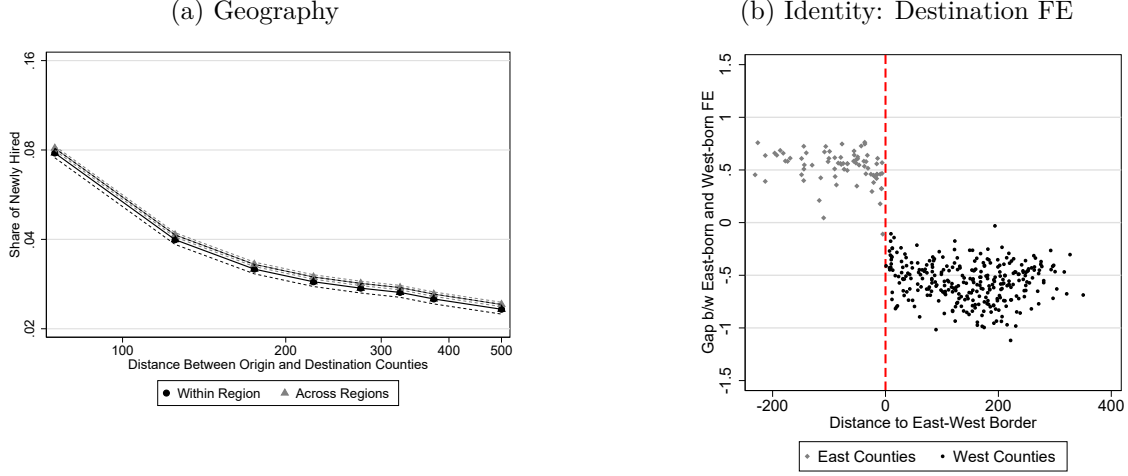 (a) Geography
Share of Newly Hired
.16
.08
.04
.02
100
200
300
400
500
Distance Between Origin and Destination Counties
Within Region
Across Regions
(b) Identity: Destination FE
Gap b/w East-born and West-born FE
1.5
1
.5
0
-.5
-1
-1.5
-200
0
200
400
Distance to East-West Border
East Counties
West Counties